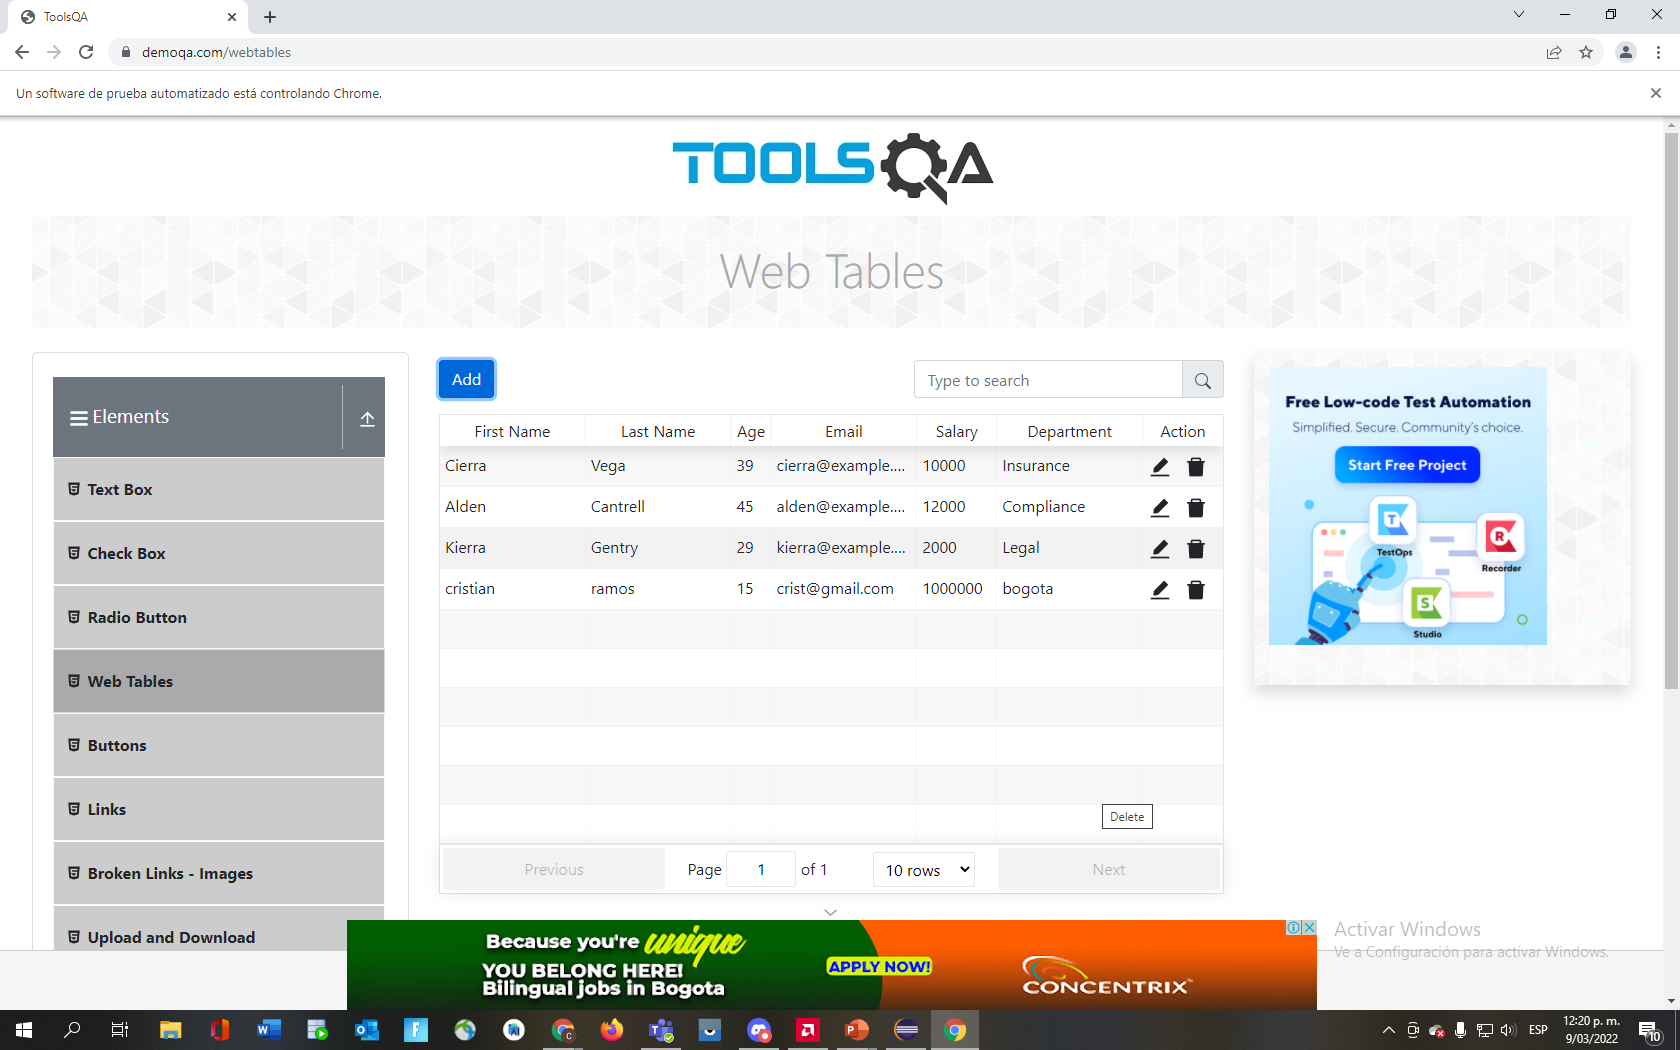 ToolsQA
demoqa.com/webtables
Un software de prueba automatizado está controlando Chrome.
TOOLSQA
Web Tables
Elements
Text Box
Check Box
Radio Button
Web Tables
Buttons
Links
Broken Links - Images
Upload and Download
Add
Type to search
First Name Last Name Age Email Salary Department Action
Cierra Vega 39 cierra@example.... 10000 Insurance
Alden Cantrell 45 alden@example.... 12000 Compliance
Kierra Gentry 29 kierra@example.... 2000 Legal
cristian ramos 15 crist@gmail.com 1000000 bogota
Delete
Previous Page 1 of 1 10 rows Next
Free Low-code Test Automation
Simplified. Secure. Community's choice.
Start Free Project
TestOps
Recorder
Studio
Because you're unique
YOU BELONG HERE!
Bilingual jobs in Bogota
APPLY NOW!
CONCENTRIX
Activar Windows
Ve a Configuración para activar Windows.
ESP
12:20 p. m.
9/03/2022
10